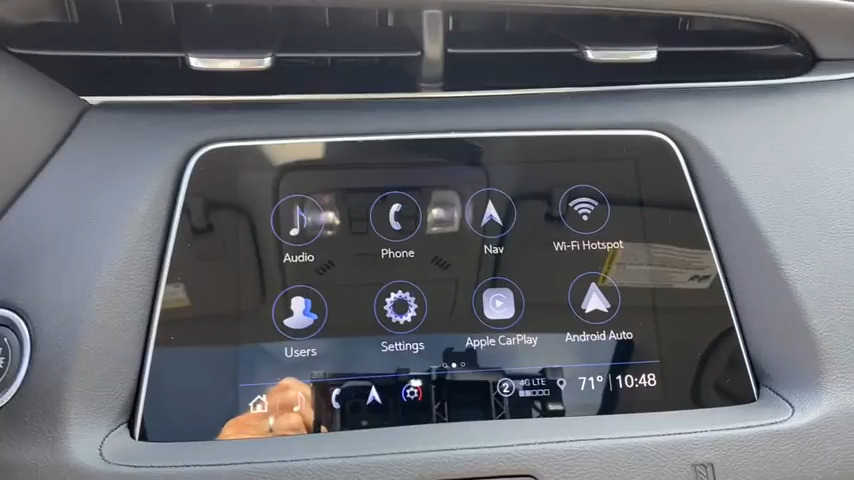 Audio Phone Nav Wi-Fi Hotspot
Users Settings Apple CarPlay Android Auto
2 4G LTE 71° 10:48